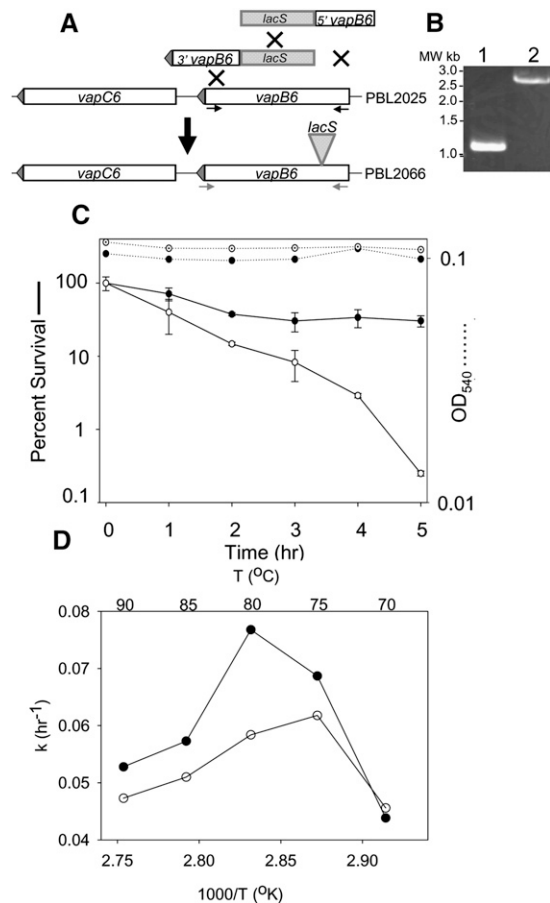 A
lacS 5' vapB6
3' vapB6 lacS
vapC6 vapB6 PBL2025
lacS
vapC6 vapB6 PBL2066
B
MW kb 1 2
3.0
2.5
2.0
1.5
1.0
C
Percent Survival
100
10
1
0.1
0.1
OD540
0.01
0 1 2 3 4 5
Time (hr)
D
T (oC)
90 85 80 75 70
k (hr-1)
0.08
0.07
0.06
0.05
0.04
2.75 2.80 2.85 2.90
1000/T (oK)